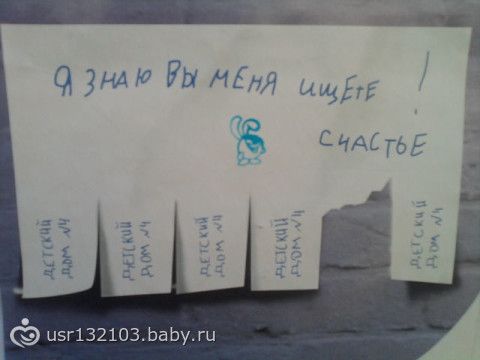 Я ЗНАЮ ВЫ МЕНЯ ИЩЕТЕ!
СЧАСТЬЕ
ДЕТСКИЙ
ДОМ №4
ДЕТСКИЙ
ДОМ №4
ДЕТСКИЙ
ДОМ №4
ДЕТСКИЙ
ДОМ №4
ДЕТСКИЙ
ДОМ №4
usr132103.baby.ru